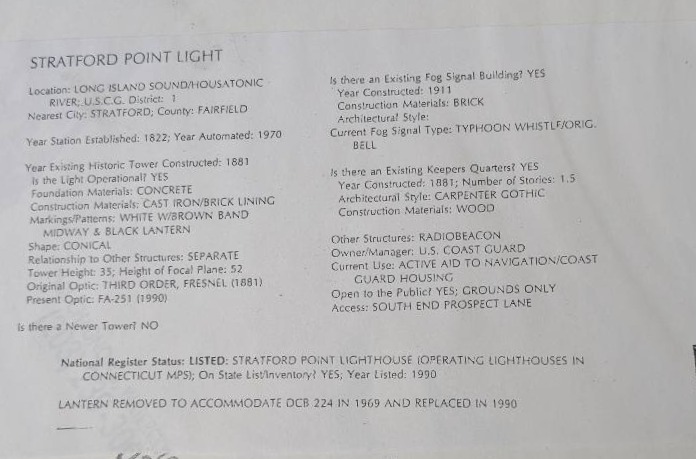 STRATFORD POINT LIGHT
Location: LONG ISLAND SOUND/HOUSATONIC
RIVER; U.S.C.G. District: 1
Nearest City: STRATFORD; County: FAIRFIELD
Year Station Established: 1822; Year Automated: 1970
Year Existing Historic Tower Constructed: 1881
Is the Light Operational? YES
Foundation Materials: CONCRETE
Construction Materials: CAST IRON/BRICK LINING
Markings/Patterns: WHITE W/BROWN BAND
MIDWAY & BLACK LANTERN
Shape: CONICAL
Relationship to Other Structures: SEPARATE
Tower Height: 35; Height of Focal Plane: 52
Original Optic: THIRD ORDER, FRESNEL (1881)
Present Optic: FA-251 (1990)
Is there a Newer Tower? NO
Is there an Existing Fog Signal Building? YES
Year Constructed: 1911
Construction Materials: BRICK
Architectural Style:
Current Fog Signal Type: TYPHOON WHISTLE/ORIG.
BELL
Is there an Existing Keepers Quarters? YES
Year Constructed: 1881; Number of Stories: 1.5
Architectural Style: CARPENTER GOTHIC
Construction Materials: WOOD
Other Structures: RADIOBEACON
Owner/Manager: U.S. COAST GUARD
Current Use: ACTIVE AID TO NAVIGATION/COAST
GUARD HOUSING
Open to the Public? YES; GROUNDS ONLY
Access: SOUTH END PROSPECT LANE
National Register Status: LISTED: STRATFORD POINT LIGHTHOUSE (OPERATING LIGHTHOUSES IN
CONNECTICUT MPS); On State List/Inventory? YES; Year Listed: 1990
LANTERN REMOVED TO ACCOMMODATE DCB 224 IN 1969 AND REPLACED IN 1990